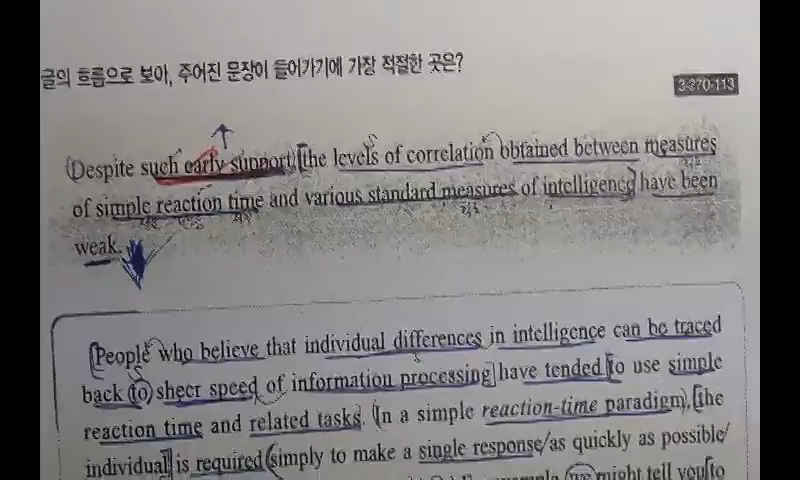 글의 흐름으로 보아, 주어진 문장이 들어가기에 가장 적절한 곳은?
3-270-113
Despite such early support, the levels of correlation obtained between measures
of simple reaction time and various standard measures of intelligence have been
weak.
People who believe that individual differences in intelligence can be traced
back to sheer speed of information processing have tended to use simple
reaction time and related tasks. In a simple reaction-time paradigm, the
individual is required simply to make a single response as quickly as possible
might tell you to